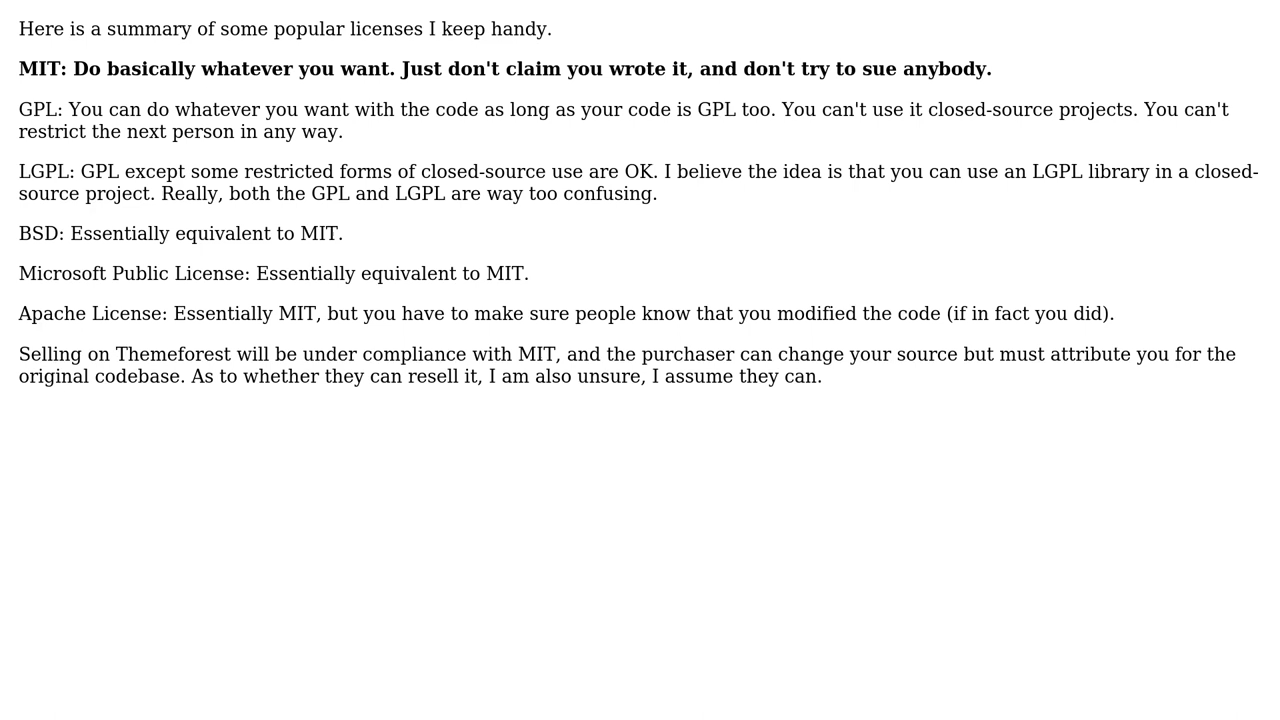 Here is a summary of some popular licenses I keep handy.
MIT: Do basically whatever you want. Just don't claim you wrote it, and don't try to sue anybody.
GPL: You can do whatever you want with the code as long as your code is GPL too. You can't use it closed-source projects. You can't
restrict the next person in any way.
LGPL: GPL except some restricted forms of closed-source use are OK. I believe the idea is that you can use an LGPL library in a closed-
source project. Really, both the GPL and LGPL are way too confusing.
BSD: Essentially equivalent to MIT.
Microsoft Public License: Essentially equivalent to MIT.
Apache License: Essentially MIT, but you have to make sure people know that you modified the code (if in fact you did).
Selling on Themeforest will be under compliance with MIT, and the purchaser can change your source but must attribute you for the
original codebase. As to whether they can resell it, I am also unsure, I assume they can.